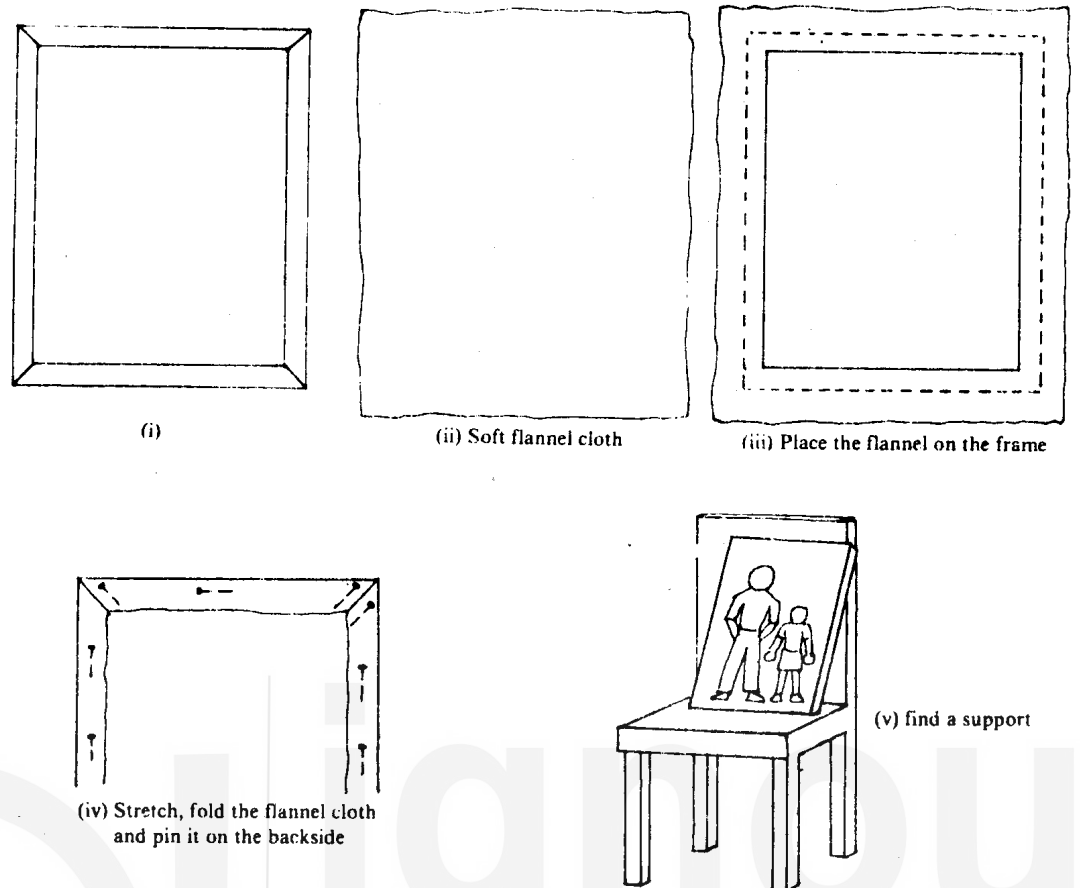 (i)
(ii) Soft flannel cloth
(iii) Place the flannel on the frame
(iv) Stretch, fold the flannel cloth
and pin it on the backside
(v) find a support
ignou